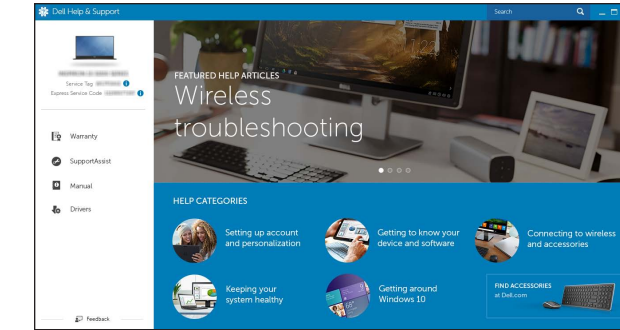 Dell Help & Support
Search
Service Tag
Express Service Code
Warranty
SupportAssist
Manual
Drivers
Feedback
FEATURED HELP ARTICLES
Wireless
troubleshooting
HELP CATEGORIES
Setting up account
and personalization
Getting to know your
device and software
Connecting to wireless
and accessories
Keeping your
system healthy
Getting around
Windows 10
FIND ACCESSORIES
at Dell.com